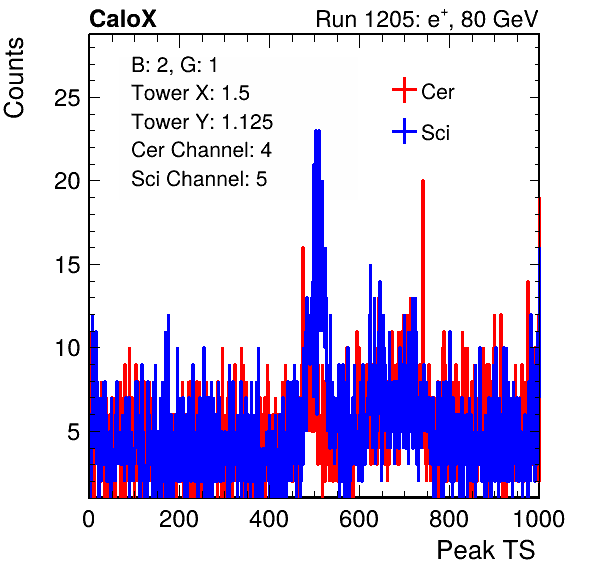 CaloX Run 1205: e⁺, 80 GeV
B: 2, G: 1
Tower X: 1.5
Tower Y: 1.125
Cer Channel: 4
Sci Channel: 5
Cer
Sci
Counts
25
20
15
10
5
0 200 400 600 800 1000
Peak TS